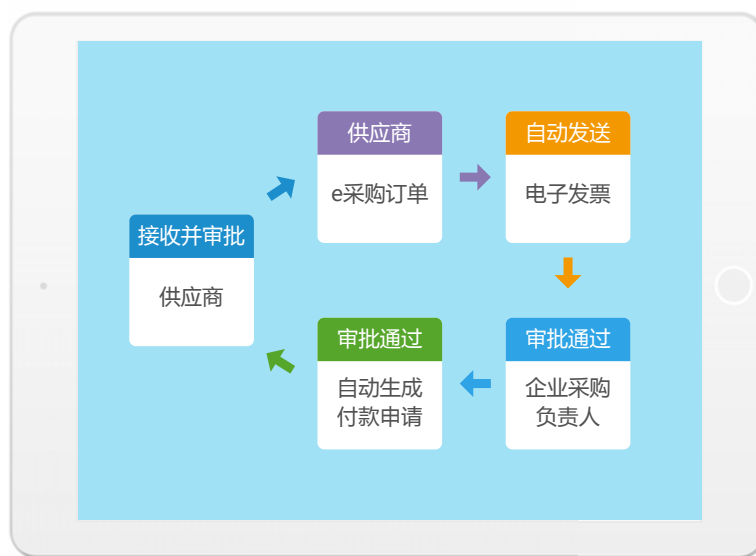 供应商
e采购订单
自动发送
电子发票
接收并审批
供应商
审批通过
自动生成
付款申请
审批通过
企业采购
负责人